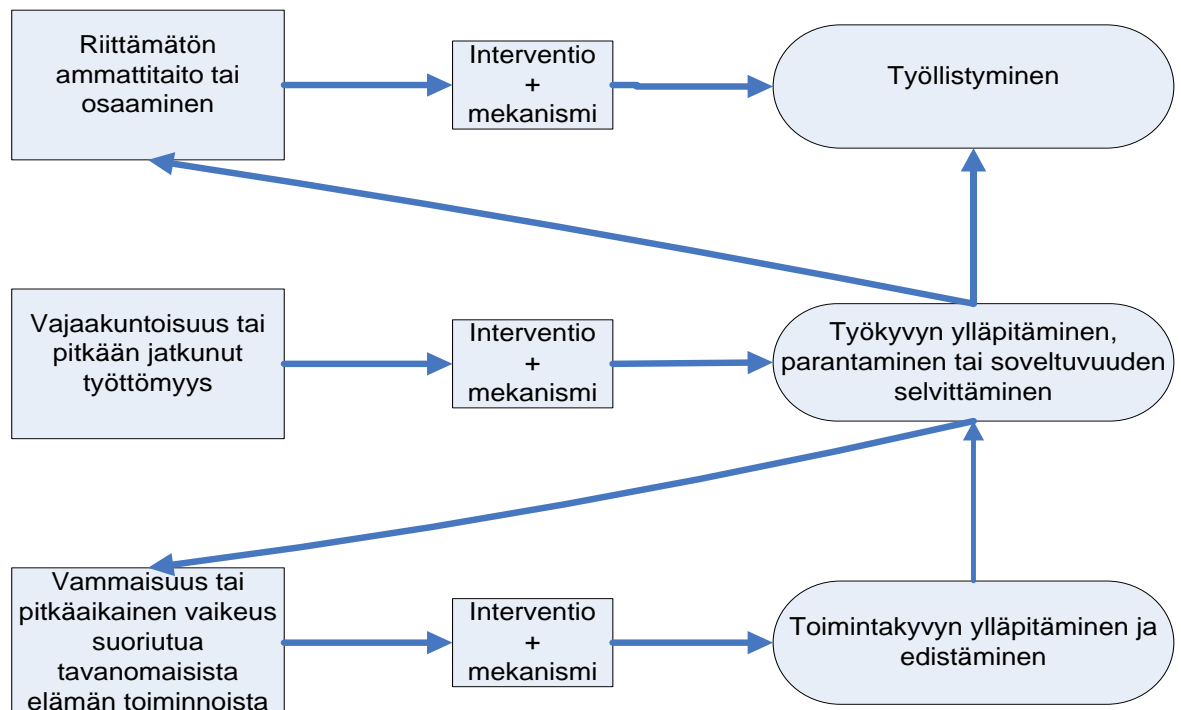 Riittämätön
ammattitaito tai
osaaminen
Interventio
+
mekanismi
Työllistyminen
Vajaakuntoisuus tai
pitkään jatkunut
työttömyys
Interventio
+
mekanismi
Työkyvyn ylläpitäminen,
parantaminen tai soveltuvuuden
selvittäminen
Vammaisuus tai
pitkäaikainen vaikeus
suoriutua
tavanomaisista
elämän toiminnoista
Interventio
+
mekanismi
Toimintakyvyn ylläpitäminen ja
edistäminen